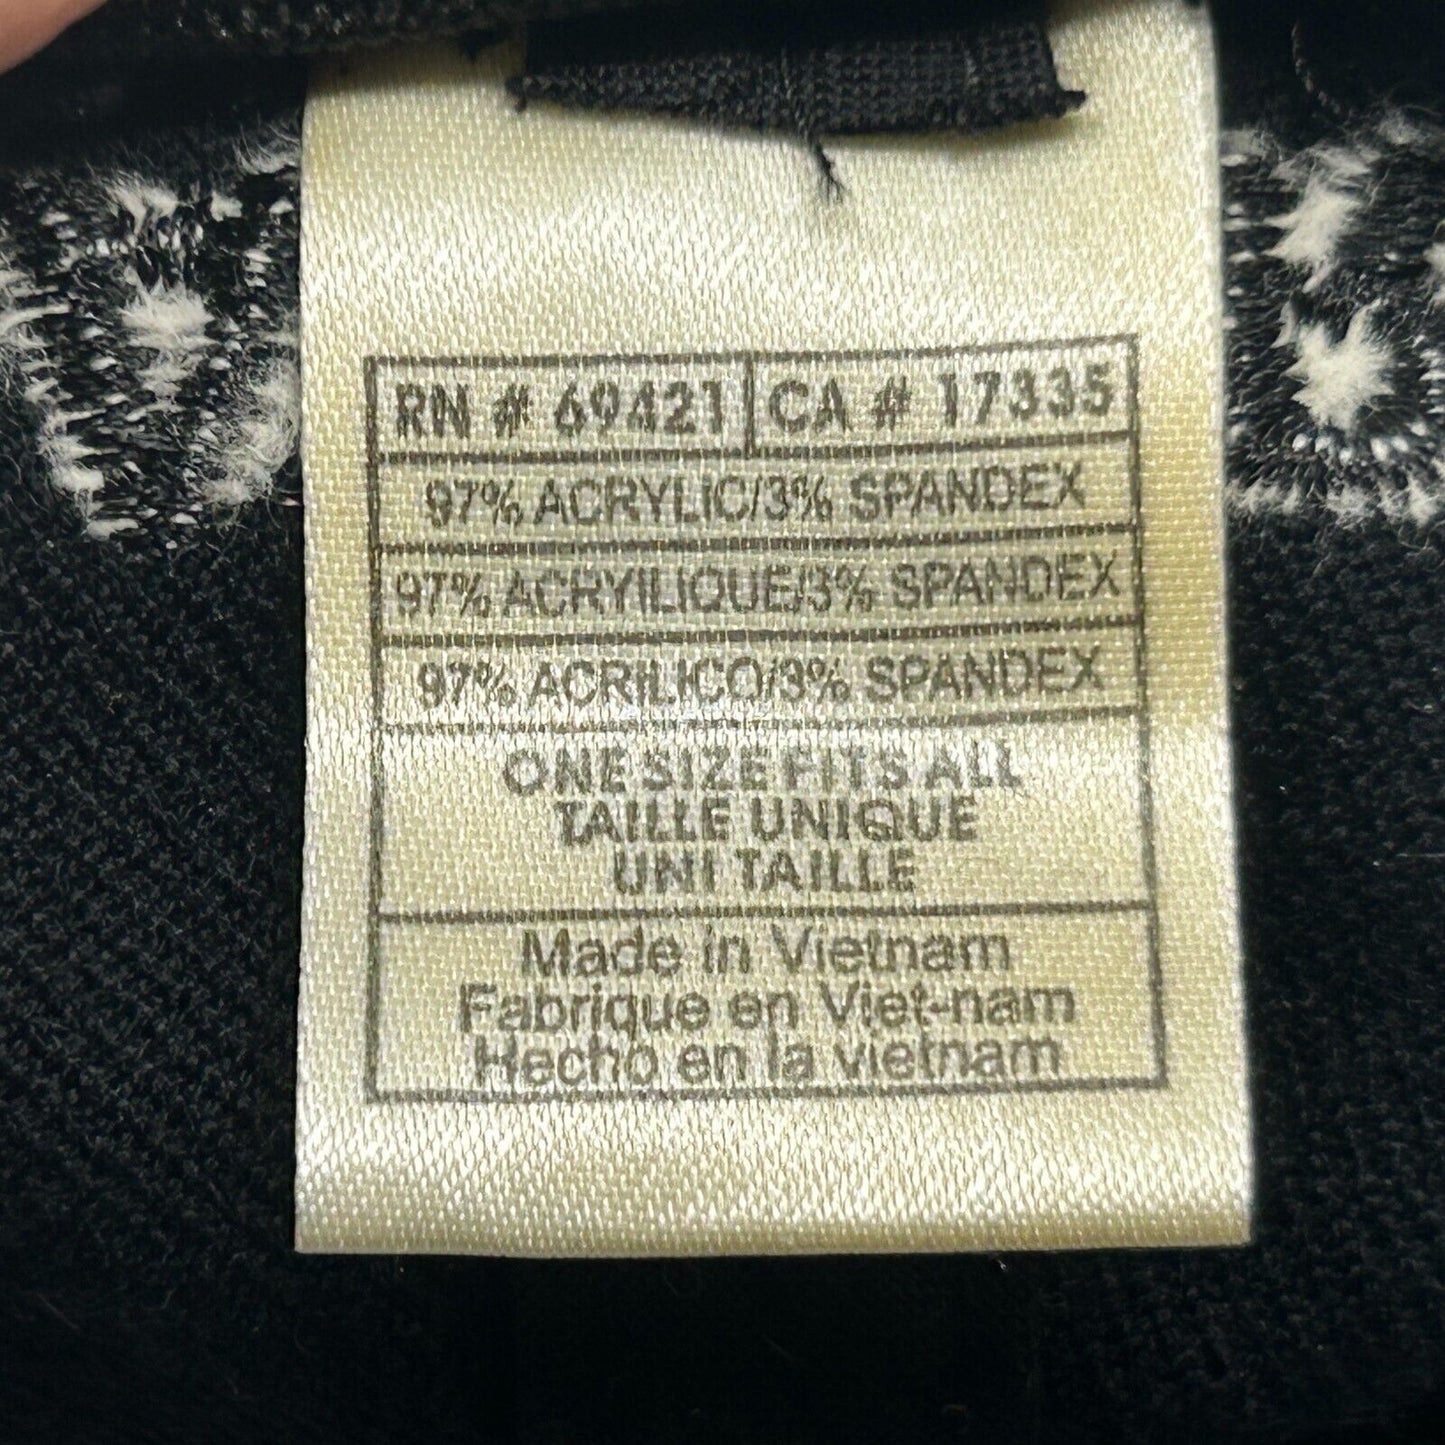 RN # 69421 CA # 17335
97% ACRYLIC/3% SPANDEX
97% ACRYILIQUE/3% SPANDEX
97% ACRILICO/3% SPANDEX
ONE SIZE FITS ALL
TAILLE UNIQUE
UNI TAILLE
Made in Vietnam
Fabrique en Viet-nam
Hecho en la vietnam